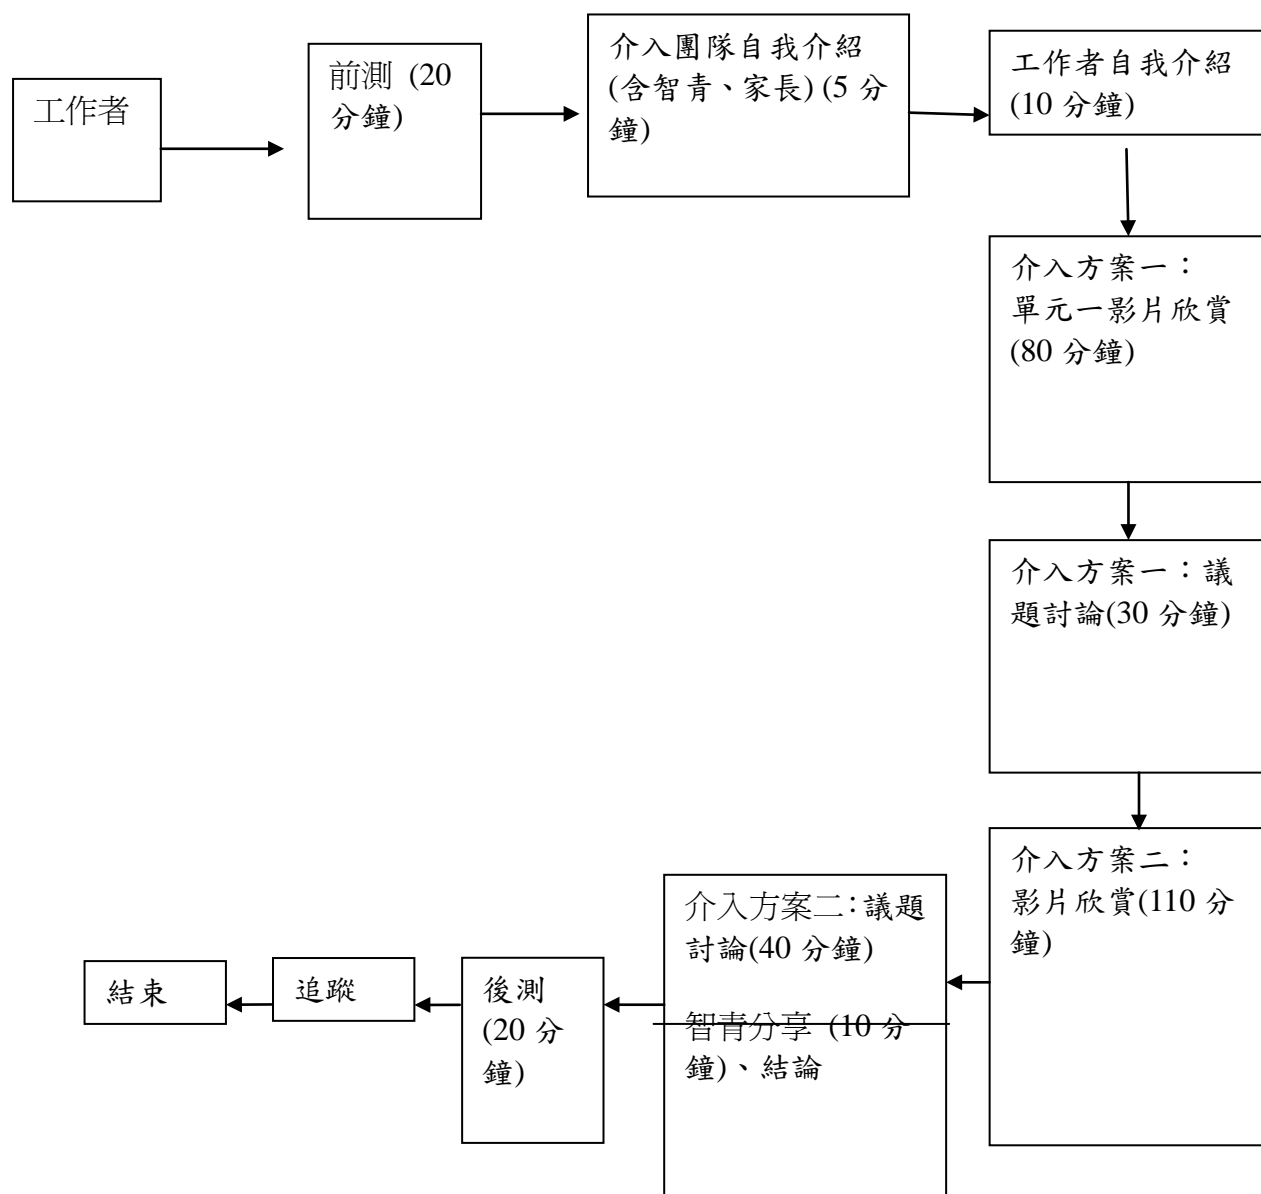 工作者
前測 (20
分鐘)
介入團隊自我介紹
(含智青、家長) (5 分
鐘)
工作者自我介紹
(10 分鐘)
介入方案一：
單元一影片欣賞
(80 分鐘)
介入方案一：議
題討論(30 分鐘)
介入方案二：
影片欣賞(110 分
鐘)
介入方案二：議題
討論(40 分鐘)
智青分享 (10 分
鐘)、結論
後測
(20 分
鐘)
追蹤
結束